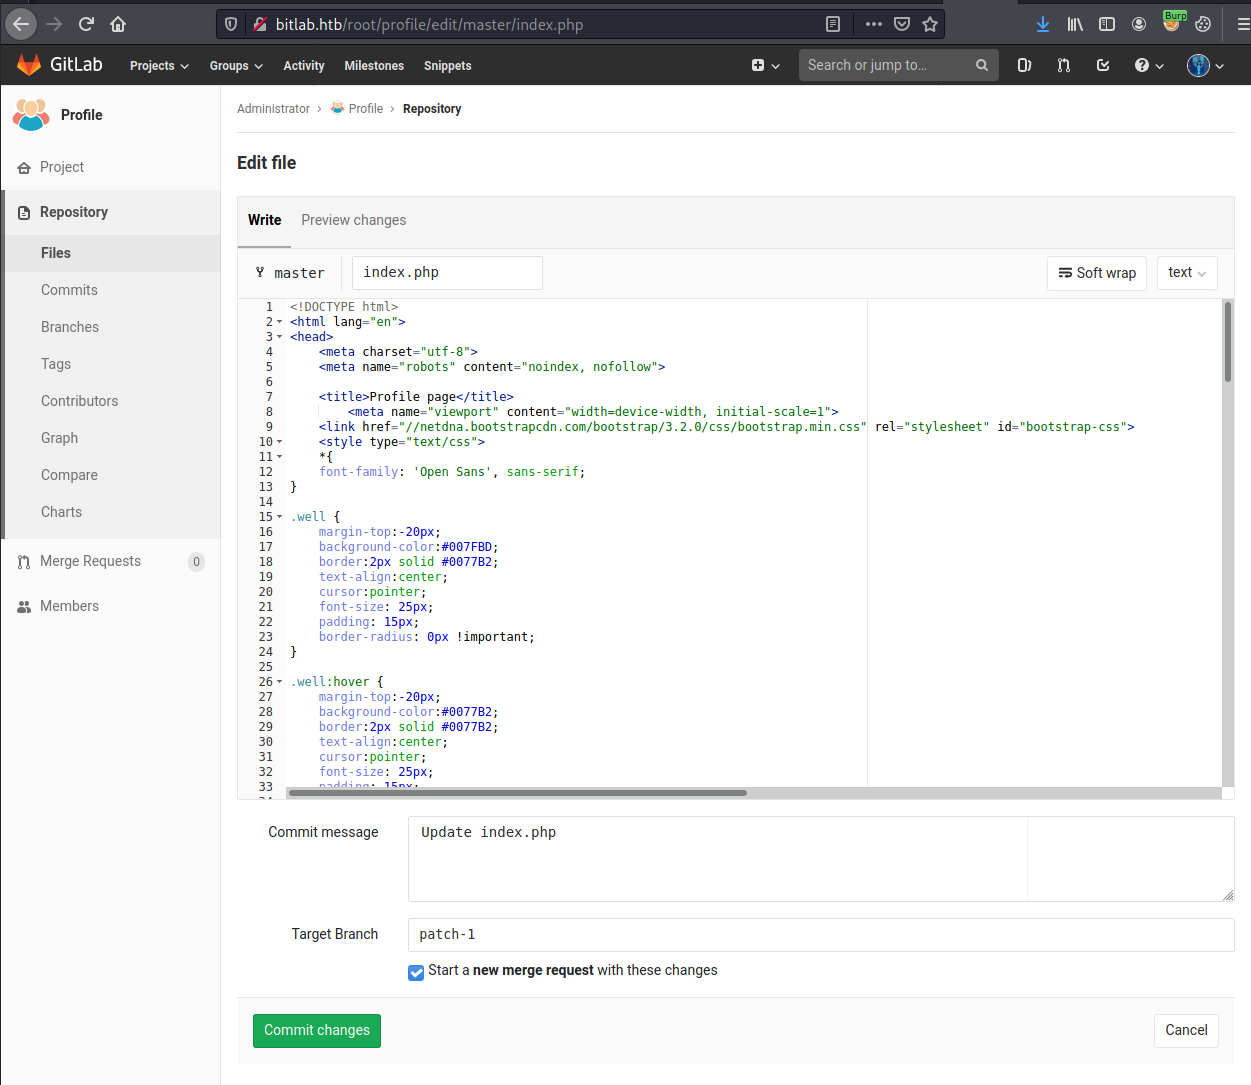 bitlab.htb/root/profile/edit/master/index.php
Burp
GitLab Projects Groups Activity Milestones Snippets Search or jump to...
Profile
Project
Repository
Files
Commits
Branches
Tags
Contributors
Graph
Compare
Charts
Merge Requests 0
Members
Administrator > Profile > Repository
Edit file
Write Preview changes
master index.php Soft wrap text
1 <!DOCTYPE html>
2 <html lang="en">
3 <head>
4 <meta charset="utf-8">
5 <meta name="robots" content="noindex, nofollow">
6
7 <title>Profile page</title>
8 <meta name="viewport" content="width=device-width, initial-scale=1">
9 <link href="//netdna.bootstrapcdn.com/bootstrap/3.2.0/css/bootstrap.min.css" rel="stylesheet" id="bootstrap-css">
10 <style type="text/css">
11 *{
12 font-family: 'Open Sans', sans-serif;
13 }
14
15 .well {
16 margin-top:-20px;
17 background-color:#007FBD;
18 border:2px solid #0077B2;
19 text-align:center;
20 cursor:pointer;
21 font-size: 25px;
22 padding: 15px;
23 border-radius: 0px !important;
24 }
25
26 .well:hover {
27 margin-top:-20px;
28 background-color:#0077B2;
29 border:2px solid #0077B2;
30 text-align:center;
31 cursor:pointer;
32 font-size: 25px;
33 padding: 15px;
Commit message Update index.php
Target Branch patch-1
Start a new merge request with these changes
Commit changes Cancel